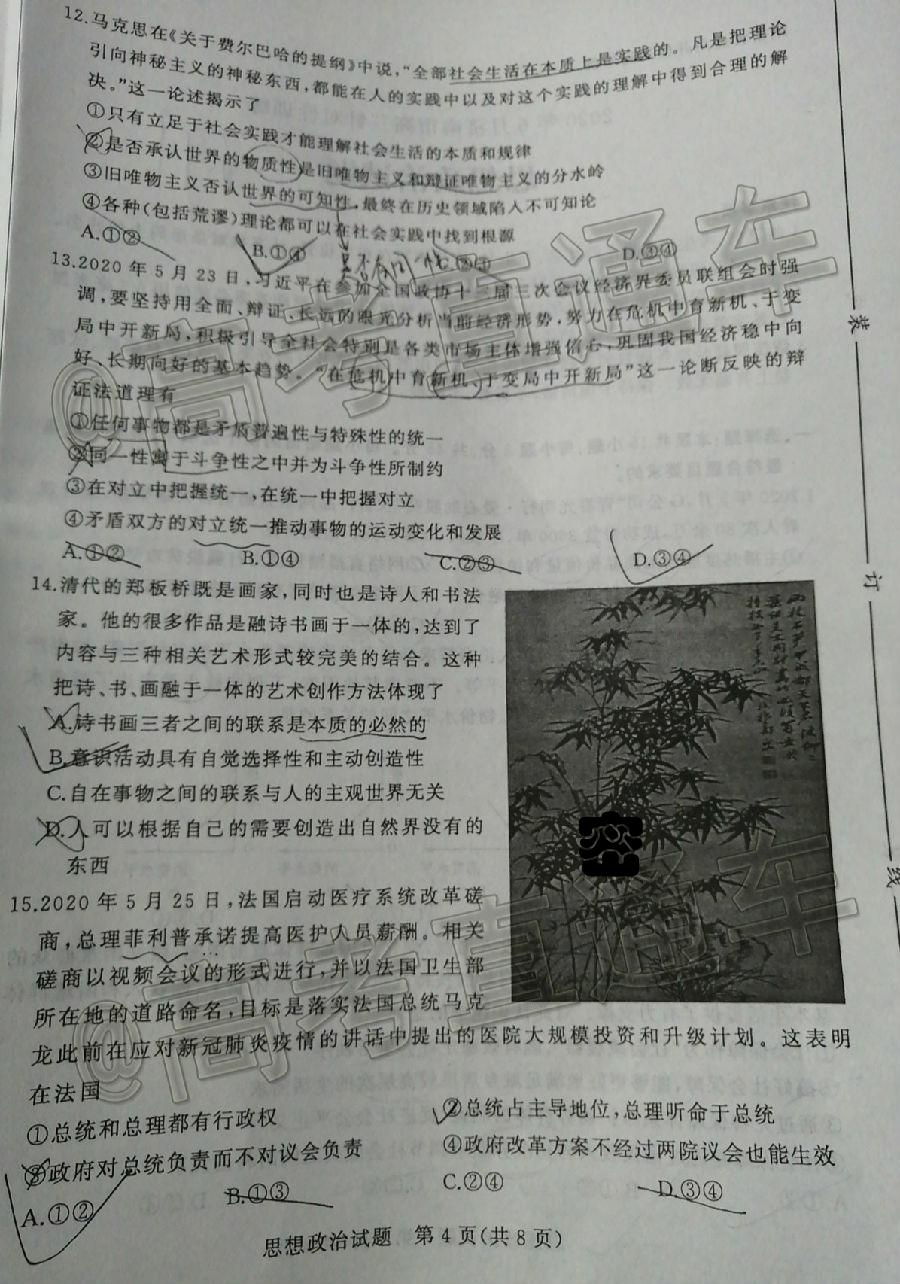 12.马克思在《关于费尔巴哈的提纲》中说,“全部社会生活在本质上是实践的。凡是把理论
引向神秘主义的神秘东西,都能在人的实践中以及对这个实践的理解中得到合理的解
决。”这一论述揭示了
①只有立足于社会实践才能理解社会生活的本质和规律
②是否承认世界的物质性是旧唯物主义和辩证唯物主义的分水岭
③旧唯物主义否认世界的可知性,最终在历史领域陷入不可知论
④各种(包括荒谬)理论都可以在社会实践中找到根源
A.①② B.①④ C.②③ D.③④
13.2020 年 5 月 23 日,习近平在参加全国政协十三届三次会议经济界委员联组会时强
调,要坚持用全面、辩证、长远的眼光分析当前经济形势,努力在危机中育新机、于变
局中开新局,积极引导全社会特别是各类市场主体增强信心,巩固我国经济稳中向
好、长期向好的基本趋势。“在危机中育新机、于变局中开新局”这一论断反映的辩
证法道理有
①任何事物都是矛盾普遍性与特殊性的统一
②同一性寓于斗争性之中并为斗争性所制约
③在对立中把握统一,在统一中把握对立
④矛盾双方的对立统一推动事物的运动变化和发展
A.①② B.①④ C.②③ D.③④
14.清代的郑板桥既是画家,同时也是诗人和书法
家。他的很多作品是融诗书画于一体的,达到了
内容与三种相关艺术形式较完美的结合。这种
把诗、书、画融于一体的艺术创作方法体现了
A.诗书画三者之间的联系是本质的必然的
B.意识活动具有自觉选择性和主动创造性
C.自在事物之间的联系与人的主观世界无关
D.人可以根据自己的需要创造出自然界没有的
东西
15.2020 年 5 月 25 日,法国启动医疗系统改革磋
商,总理菲利普承诺提高医护人员薪酬。相关
磋商以视频会议的形式进行,并以法国卫生部
所在地的道路命名,目标是落实法国总统马克
龙此前在应对新冠肺炎疫情的讲话中提出的医院大规模投资和升级计划。这表明
在法国
①总统和总理都有行政权 ②总统占主导地位,总理听命于总统
③政府对总统负责而不对议会负责 ④政府改革方案不经过两院议会也能生效
A.①② B.①③ C.②④ D.③④
思想政治试题 第 4 页(共 8 页)
装
订
线
密
@高考直通车
@高考直通车